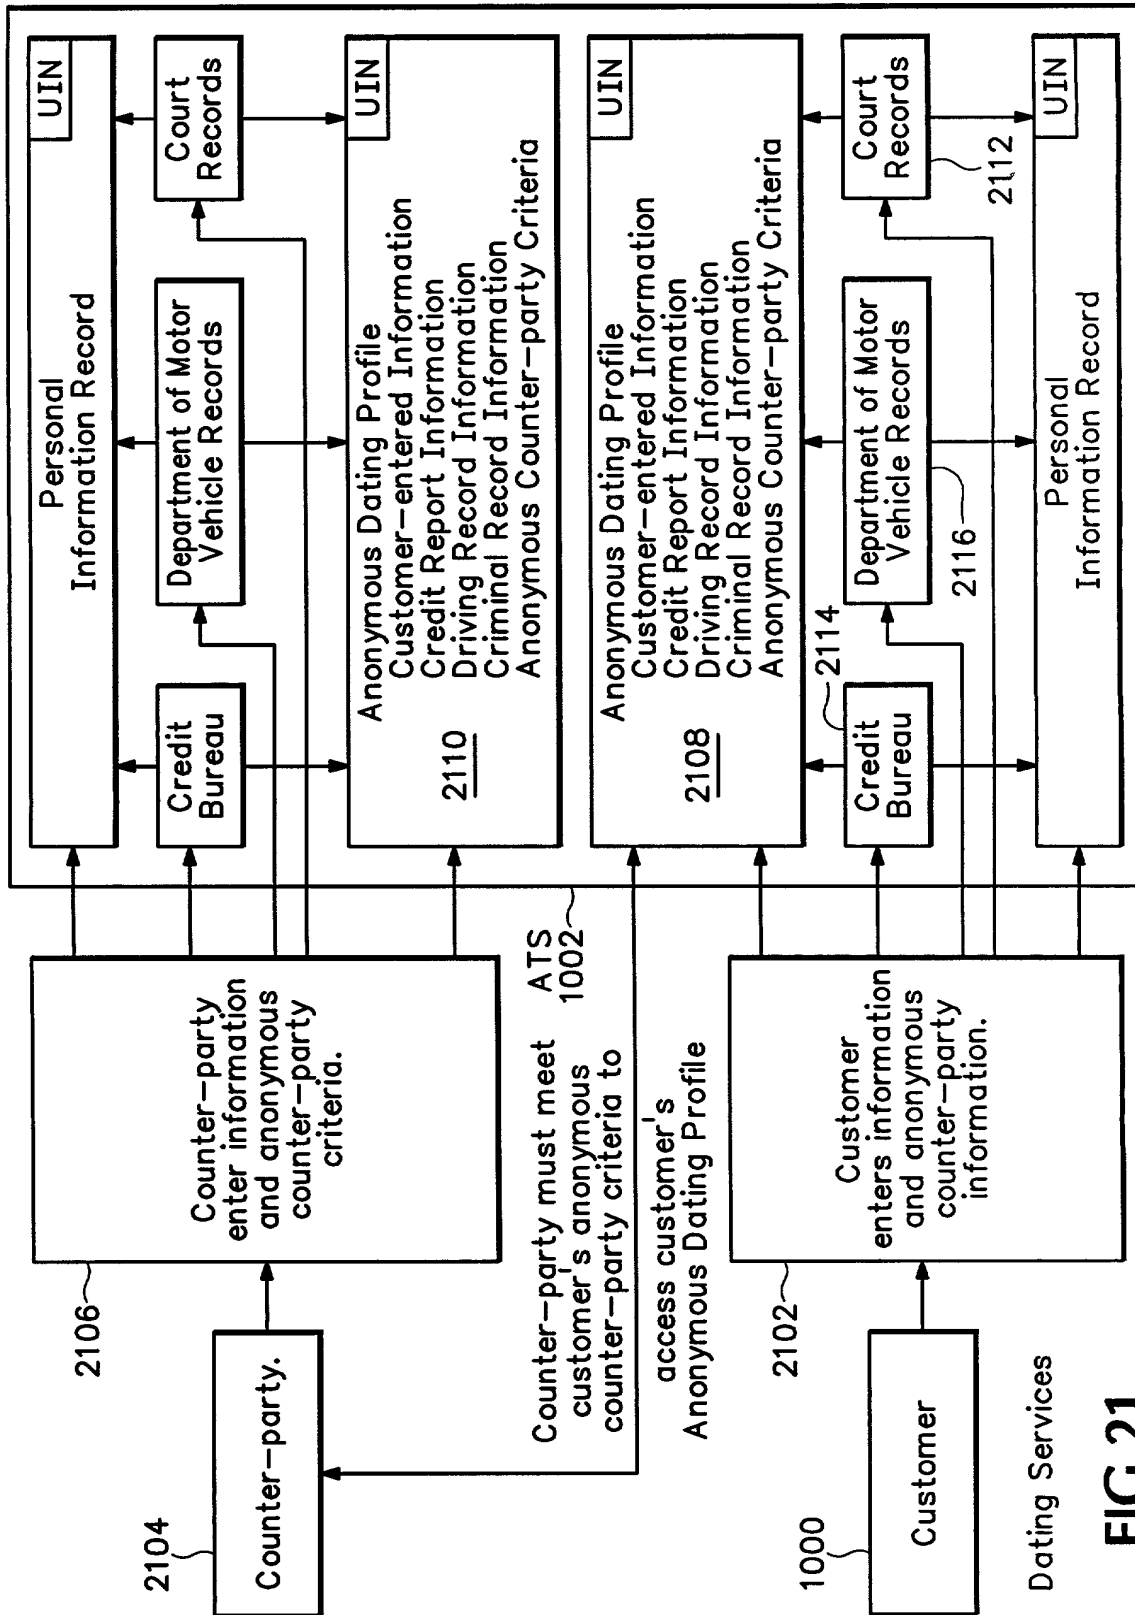 2104
Counter-party.
2106
Counter-party
enter information
and anonymous
counter-party
criteria.
Personal
Information Record
UIN
Credit
Bureau
Department of Motor
Vehicle Records
Court
Records
Anonymous Dating Profile
Customer-entered Information
Credit Report Information
Driving Record Information
Criminal Record Information
Anonymous Counter-party Criteria
2110
UIN
ATS
1002
Counter-party must meet
customer's anonymous
counter-party criteria to
access customer's
Anonymous Dating Profile
Anonymous Dating Profile
Customer-entered Information
Credit Report Information
Driving Record Information
Criminal Record Information
Anonymous Counter-party Criteria
2108
UIN
1000
Customer
2102
Customer
enters information
and anonymous
counter-party
information.
2114
Credit
Bureau
Department of Motor
Vehicle Records
2116
Court
Records
2112
Personal
Information Record
UIN
Dating Services
FIG.21